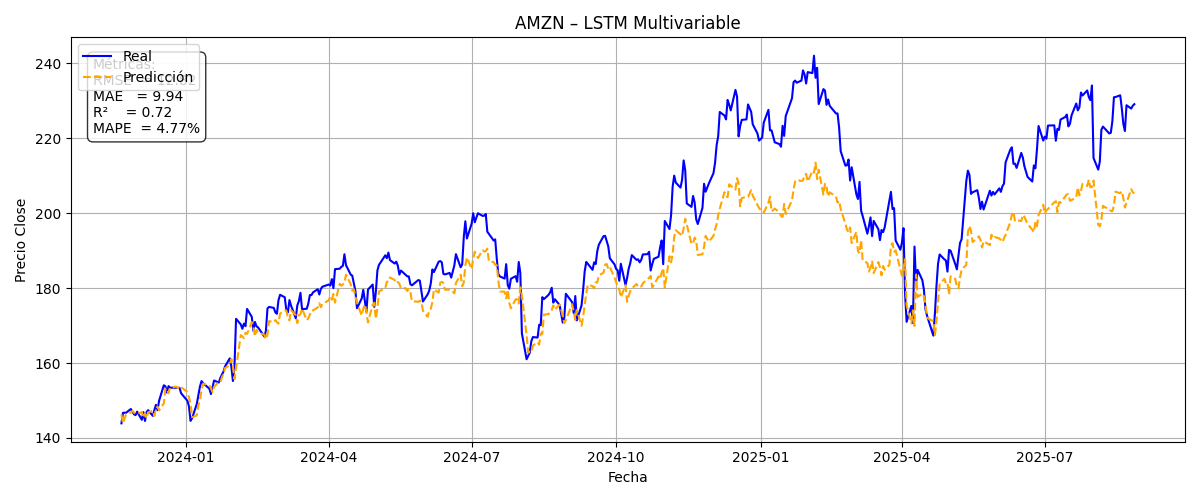 AMZN – LSTM Multivariable
Real
Predicción
Métricas:
RMSE
MAE = 9.94
R² = 0.72
MAPE = 4.77%
Precio Close
240
220
200
180
160
140
2024-01 2024-04 2024-07 2024-10 2025-01 2025-04 2025-07
Fecha